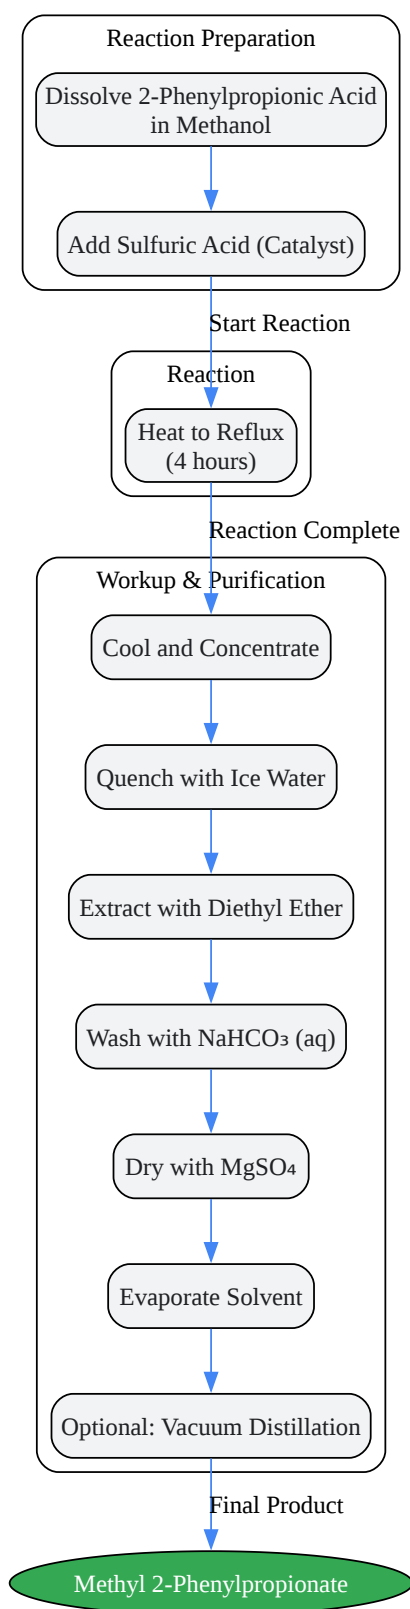 Reaction Preparation
Dissolve 2-Phenylpropionic Acid
in Methanol
Add Sulfuric Acid (Catalyst)
Start Reaction
Reaction
Heat to Reflux
(4 hours)
Reaction Complete
Workup & Purification
Cool and Concentrate
Quench with Ice Water
Extract with Diethyl Ether
Wash with NaHCO₃ (aq)
Dry with MgSO₄
Evaporate Solvent
Optional: Vacuum Distillation
Final Product
Methyl 2-Phenylpropionate